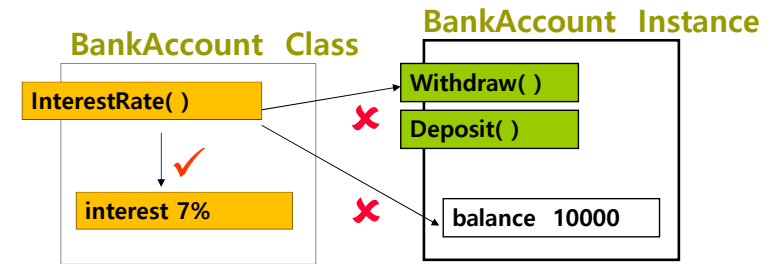 BankAccount Class
BankAccount Instance
InterestRate( )
Withdraw( )
Deposit( )
interest 7%
balance 10000